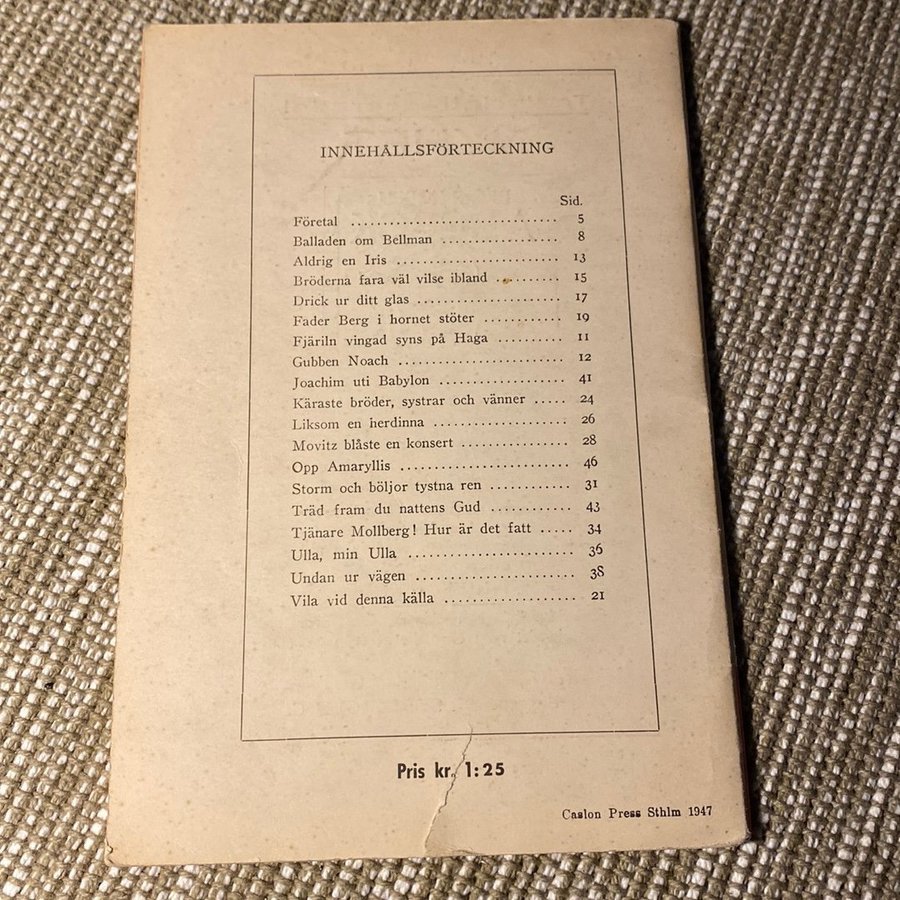 INNEHÅLLSFÖRTECKNING
Sid.
Företal ................................ 5
Balladen om Bellman .................. 8
Aldrig en Iris ......................... 13
Bröderna fara väl vilse ibland .......... 15
Drick ur ditt glas ...................... 17
Fader Berg i hornet stöter ............ 19
Fjäriln vingad syns på Haga .......... 11
Gubben Noach .......................... 12
Joachim uti Babylon ................... 41
Käraste bröder, systrar och vänner ..... 24
Liksom en herdinna .................... 26
Movitz blåste en konsert ................ 28
Opp Amaryllis .......................... 46
Storm och böljor tystna ren ............ 31
Träd fram du nattens Gud ............ 43
Tjänare Mollberg! Hur är det fatt ..... 34
Ulla, min Ulla ......................... 36
Undan ur vägen ........................ 38
Vila vid denna källa .................. 21
Pris kr. 1:25
Caslon Press Sthlm 1947